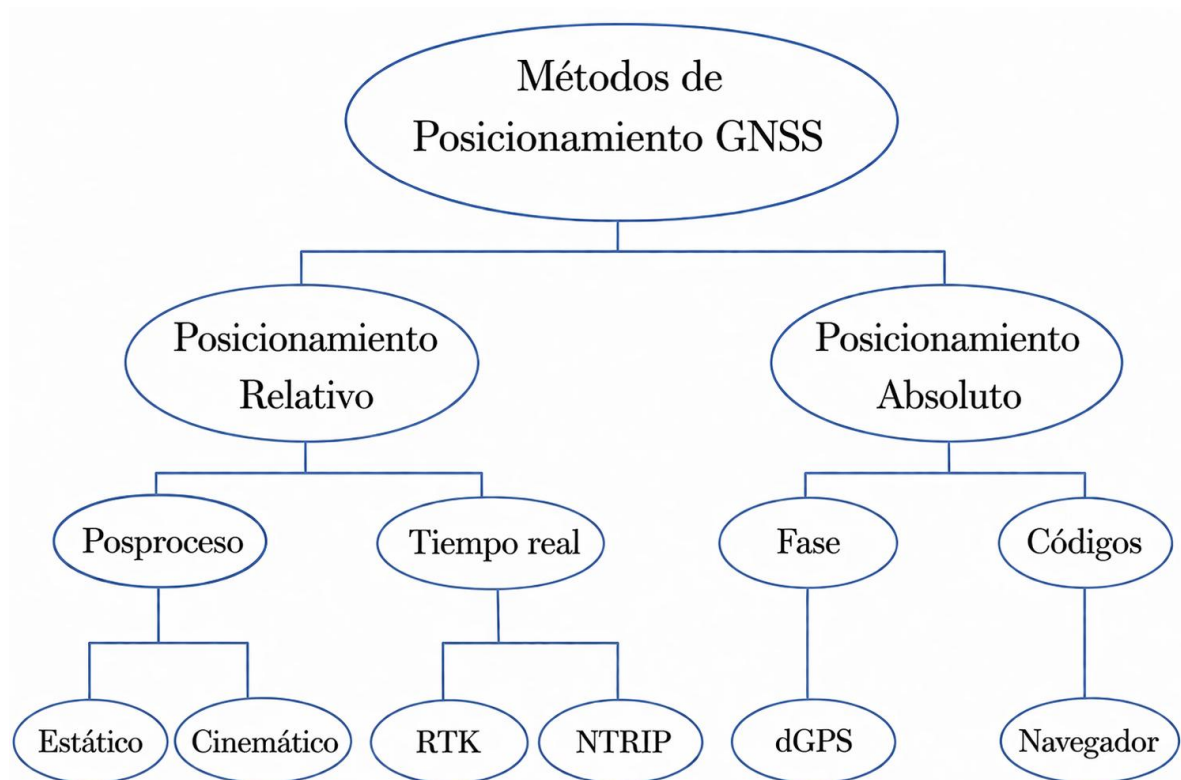 Métodos de
Posicionamiento GNSS
Posicionamiento
Relativo
Posicionamiento
Absoluto
Posproceso
Tiempo real
Fase
Códigos
Estático
Cinemático
RTK
NTRIP
dGPS
Navegador